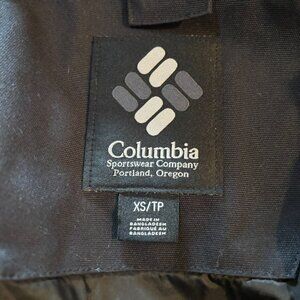 Columbia
Sportswear Company
Portland, Oregon
XS/TP
MADE IN
BANGLADESH
FABRIQUÉ AU
BANGLADESH